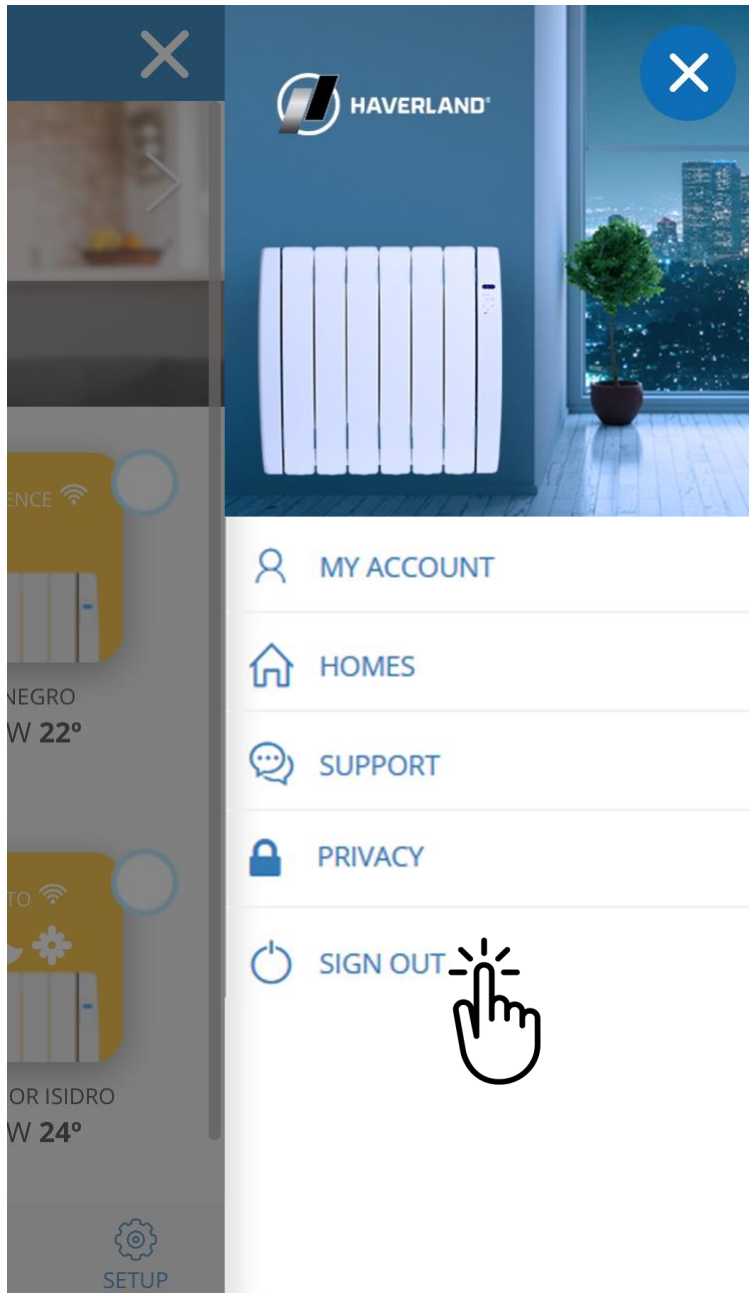 HAVERLAND
MY ACCOUNT
HOMES
SUPPORT
PRIVACY
SIGN OUT
ENCE
NEGRO
W 22º
TO
OR ISIDRO
W 24º
SETUP